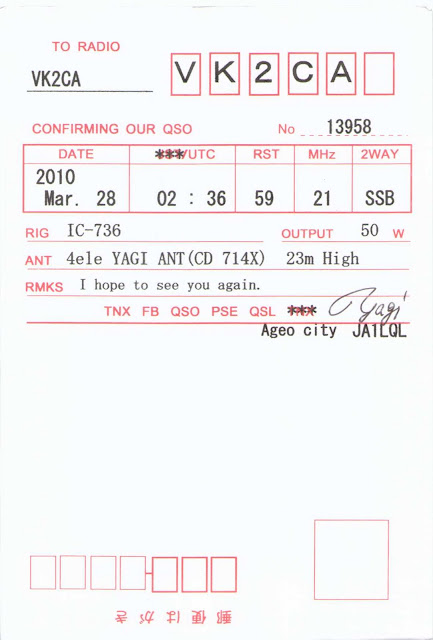 TO RADIO
VK2CA VK2CA
CONFIRMING OUR QSO No 13958
DATE ***/UTC RST MHz 2WAY
2010
Mar. 28 02 : 36 59 21 SSB
RIG IC-736 OUTPUT 50 W
ANT 4ele YAGI ANT(CD 714X) 23m High
RMKS I hope to see you again.
TNX FB QSO PSE QSL *** Yagi
Ageo city JA1LQL
郵便はがき